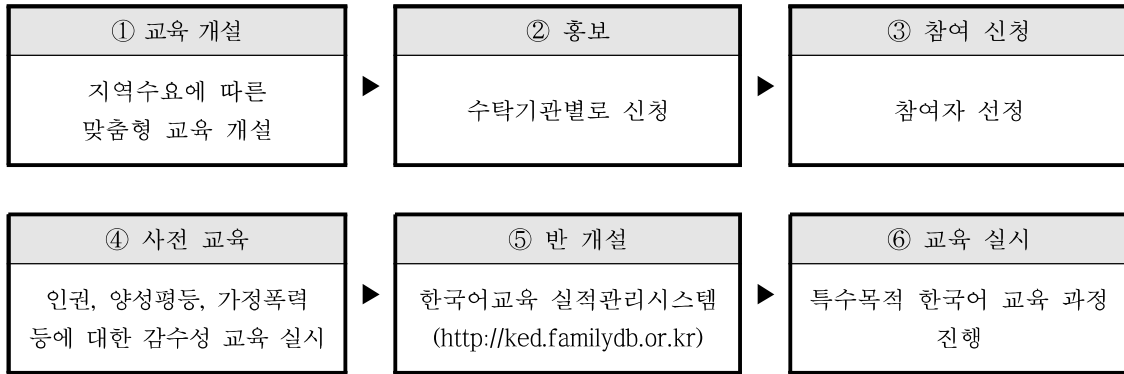 ① 교육 개설
지역수요에 따른
맞춤형 교육 개설
▶
② 홍보
수탁기관별로 신청
▶
③ 참여 신청
참여자 선정
④ 사전 교육
인권, 양성평등, 가정폭력
등에 대한 감수성 교육 실시
▶
⑤ 반 개설
한국어교육 실적관리시스템
(http://ked.familydb.or.kr)
▶
⑥ 교육 실시
특수목적 한국어 교육 과정
진행